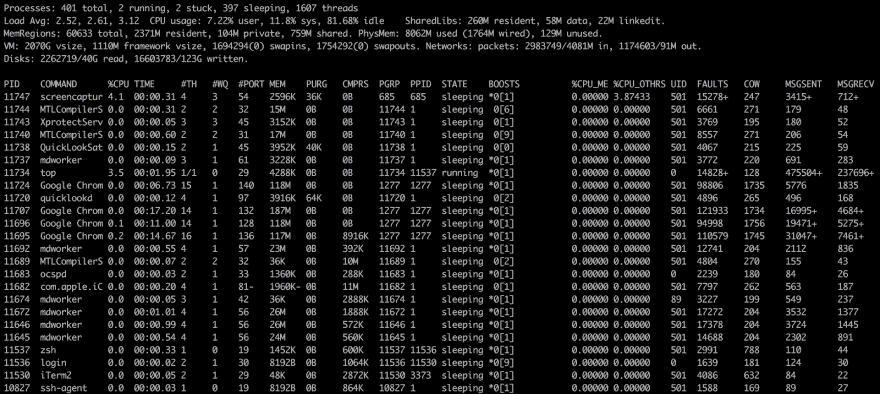 Processes: 401 total, 2 running, 2 stuck, 397 sleeping, 1607 threads
Load Avg: 2.52, 2.61, 3.12  CPU usage: 7.22% user, 11.8% sys, 81.68% idle    SharedLibs: 260M resident, 58M data, 22M linkedit.
MemRegions: 60633 total, 2371M resident, 104M private, 759M shared. PhysMem: 8062M used (1764M wired), 129M unused.
VM: 2070G vsize, 1110M framework vsize, 1694294(0) swapins, 1754292(0) swapouts. Networks: packets: 2983749/4081M in, 1174603/91M out.
Disks: 2262719/40G read, 16603783/123G written.
PID COMMAND %CPU TIME #TH #WQ #PORT MEM PURG CMPRS PGRP PPID STATE BOOSTS %CPU_ME %CPU_OTHRS UID FAULTS COW MSGSENT MSGRECV
11747 screencaptur 4.1 00:00.31 4 3 54 2596K 36K 0B 685 685 sleeping *0[1] 0.00000 3.87433 501 15278+ 247 3415+ 712+
11744 MTLCompilerS 0.0 00:00.04 2 2 32 15M 0B 0B 11744 1 sleeping 0[6] 0.00000 0.00000 501 6661 271 179 48
11743 XprotectServ 0.0 00:00.05 4 3 45 3152K 0B 0B 11743 1 sleeping *0[1] 0.00000 0.00000 501 3769 195 180 52
11740 MTLCompilerS 0.0 00:00.60 2 2 31 17M 0B 0B 11740 1 sleeping 0[9] 0.00000 0.00000 501 8557 271 206 54
11738 QuickLookSat 0.0 00:00.15 2 1 45 3952K 40K 0B 11738 1 sleeping 0[0] 0.00000 0.00000 501 4067 215 225 59
11737 mdworker 0.0 00:00.09 3 1 61 3228K 0B 0B 11737 1 sleeping *0[1] 0.00000 0.00000 501 3772 220 691 283
11734 top 3.5 00:01.95 1/1 0 29 4288K 0B 0B 11734 11537 running *0[1] 0.00000 0.00000 0 14828+ 128 475504+ 237696+
11724 Google Chrom 0.0 00:06.73 15 1 140 118M 0B 0B 1277 1277 sleeping *0[1] 0.00000 0.00000 501 98806 1735 5776 1835
11720 quicklookd 0.0 00:00.12 4 1 97 3916K 64K 0B 11720 1 sleeping 0[2] 0.00000 0.00000 501 4896 265 496 168
11707 Google Chrom 0.0 00:17.20 14 1 132 187M 0B 0B 1277 1277 sleeping *0[1] 0.00000 0.00000 501 121933 1734 16995+ 4684+
11696 Google Chrom 0.1 00:11.00 14 1 128 118M 0B 0B 1277 1277 sleeping *0[1] 0.00000 0.00000 501 94998 1756 19471+ 5275+
11695 Google Chrom 0.2 00:14.67 16 1 136 117M 0B 8916K 1277 1277 sleeping *0[1] 0.00000 0.00000 501 110579 1745 31047+ 7461+
11692 mdworker 0.0 00:00.55 4 1 57 23M 0B 392K 11692 1 sleeping *0[1] 0.00000 0.00000 501 12741 204 2112 836
11689 MTLCompilerS 0.0 00:00.07 2 2 32 36K 0B 10M 11689 1 sleeping 0[2] 0.00000 0.00000 501 4804 270 155 43
11683 ocspd 0.0 00:00.03 2 1 33 1360K 0B 288K 11683 1 sleeping *0[1] 0.00000 0.00000 0 2239 180 84 26
11682 com.apple.iC 0.0 00:00.20 4 1 81- 1960K- 0B 11M 11682 1 sleeping *0[1] 0.00000 0.00000 501 7797 262 563 187
11674 mdworker 0.0 00:00.05 3 1 42 36K 0B 2888K 11674 1 sleeping *0[1] 0.00000 0.00000 89 3227 199 549 237
11672 mdworker 0.0 00:01.01 4 1 56 26M 0B 1888K 11672 1 sleeping *0[1] 0.00000 0.00000 501 17272 204 3532 1377
11646 mdworker 0.0 00:00.99 4 1 56 26M 0B 572K 11646 1 sleeping *0[1] 0.00000 0.00000 501 17378 204 3724 1445
11645 mdworker 0.0 00:00.54 4 1 56 24M 0B 560K 11645 1 sleeping *0[1] 0.00000 0.00000 501 14688 204 2302 891
11537 zsh 0.0 00:00.33 1 0 19 1452K 0B 600K 11537 11536 sleeping *0[1] 0.00000 0.00000 501 2991 788 110 44
11536 login 0.0 00:00.02 2 1 30 8192B 0B 1064K 11536 11530 sleeping 0[9] 0.00000 0.00000 0 1639 181 124 30
11530 iTerm2 0.0 00:00.05 2 1 29 48K 0B 2872K 11530 3373 sleeping *0[1] 0.00000 0.00000 501 4086 632 84 22
10827 ssh-agent 0.0 00:00.03 1 0 19 8192B 0B 864K 10827 1 sleeping *0[1] 0.00000 0.00000 501 1588 169 89 27